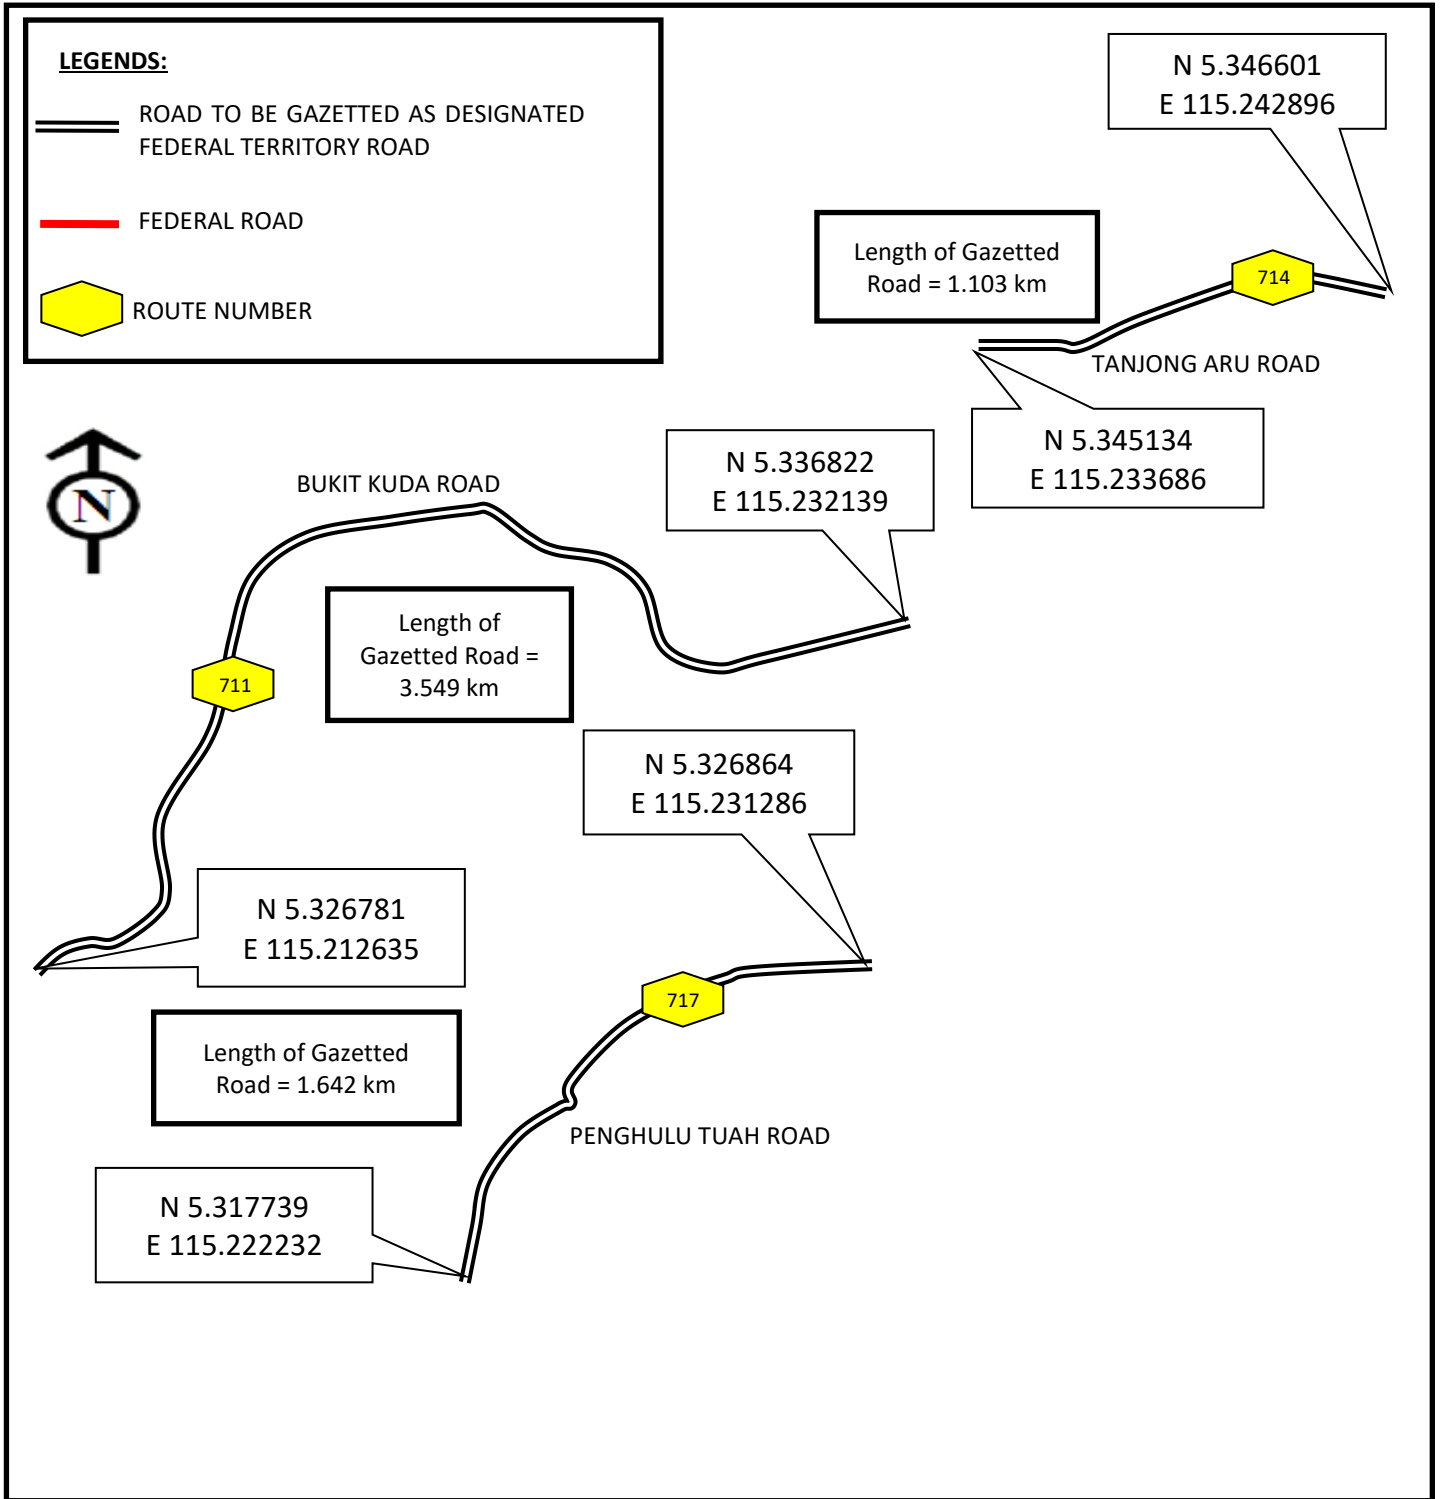 LEGENDS:
ROAD TO BE GAZETTED AS DESIGNATED
FEDERAL TERRITORY ROAD
FEDERAL ROAD
ROUTE NUMBER
N 5.346601
E 115.242896
Length of Gazetted
Road = 1.103 km
714
TANJONG ARU ROAD
N 5.345134
E 115.233686
N
BUKIT KUDA ROAD
N 5.336822
E 115.232139
Length of
Gazetted Road =
3.549 km
711
N 5.326864
E 115.231286
N 5.326781
E 115.212635
717
Length of Gazetted
Road = 1.642 km
PENGHULU TUAH ROAD
N 5.317739
E 115.222232